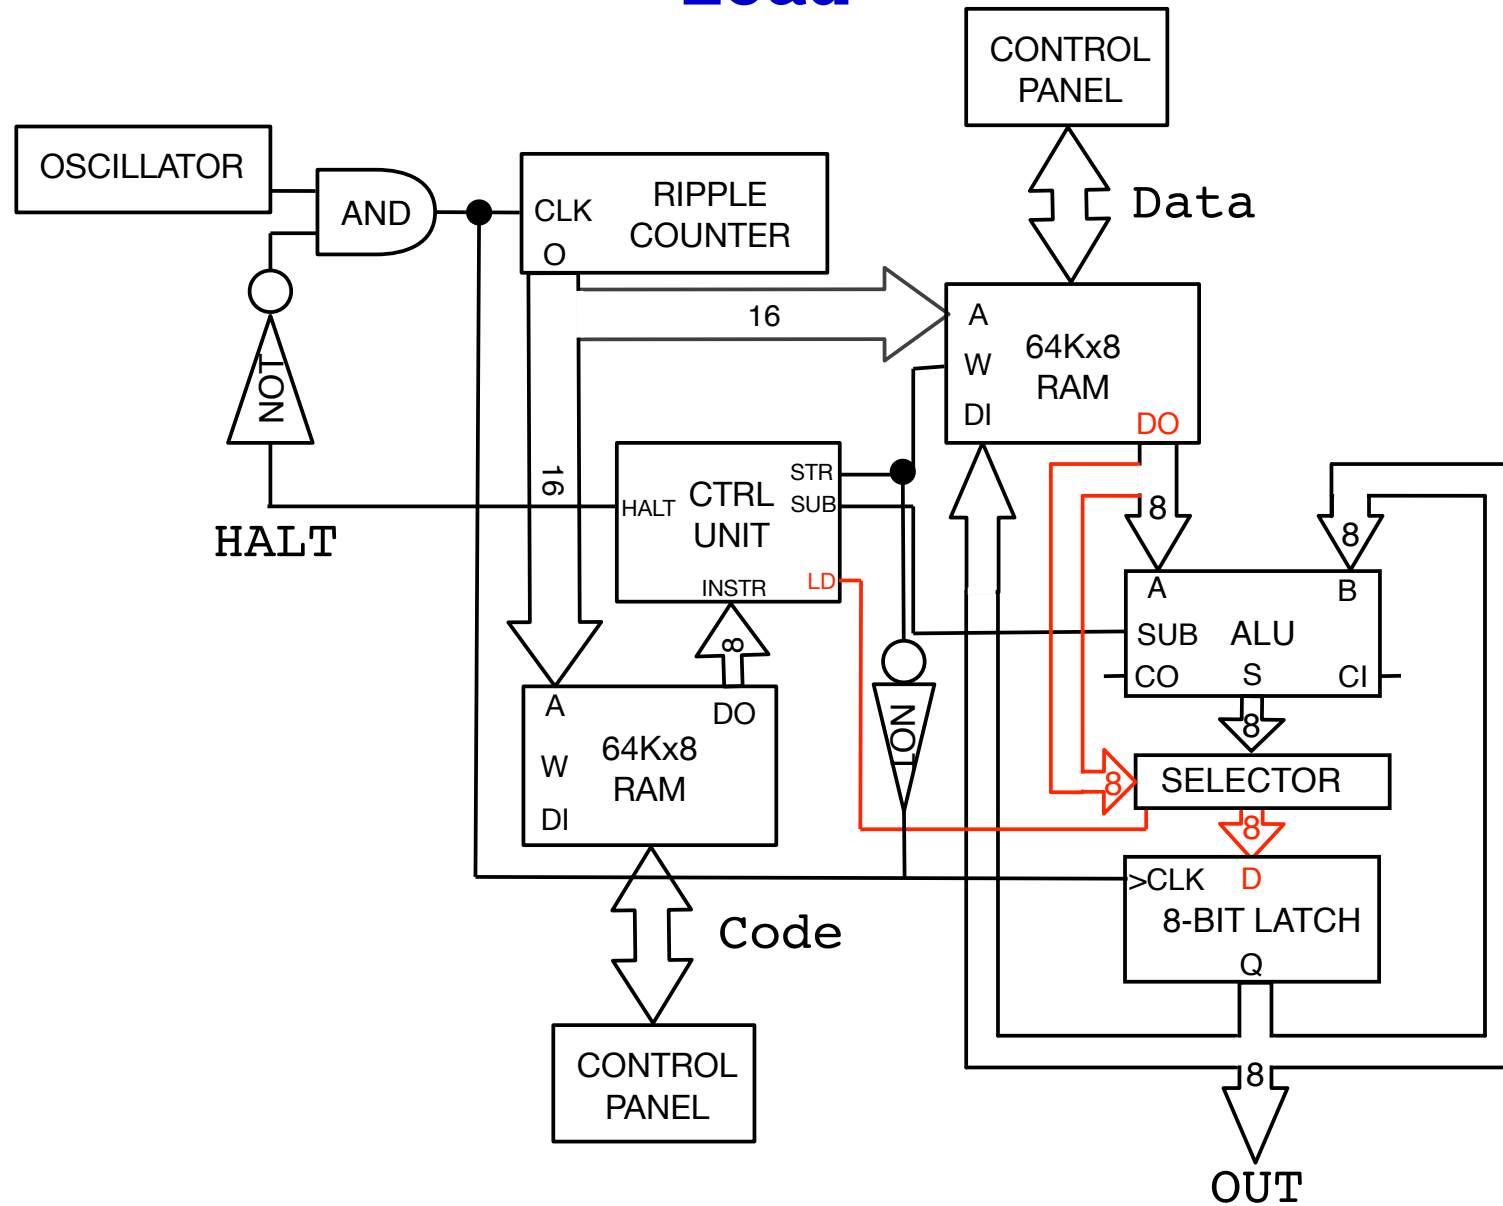 Load
CONTROL
PANEL
OSCILLATOR
AND
CLK
RIPPLE
COUNTER
O
Data
16
A
64Kx8
RAM
W
DI
DO
NOT
16
HALT
HALT
CTRL
UNIT
STR
SUB
INSTR
LD
8
8
A
B
SUB
ALU
CO
S
CI
8
8
A
DO
64Kx8
RAM
W
DI
NOT
8
SELECTOR
8
>CLK
D
8-BIT LATCH
Q
Code
CONTROL
PANEL
8
OUT